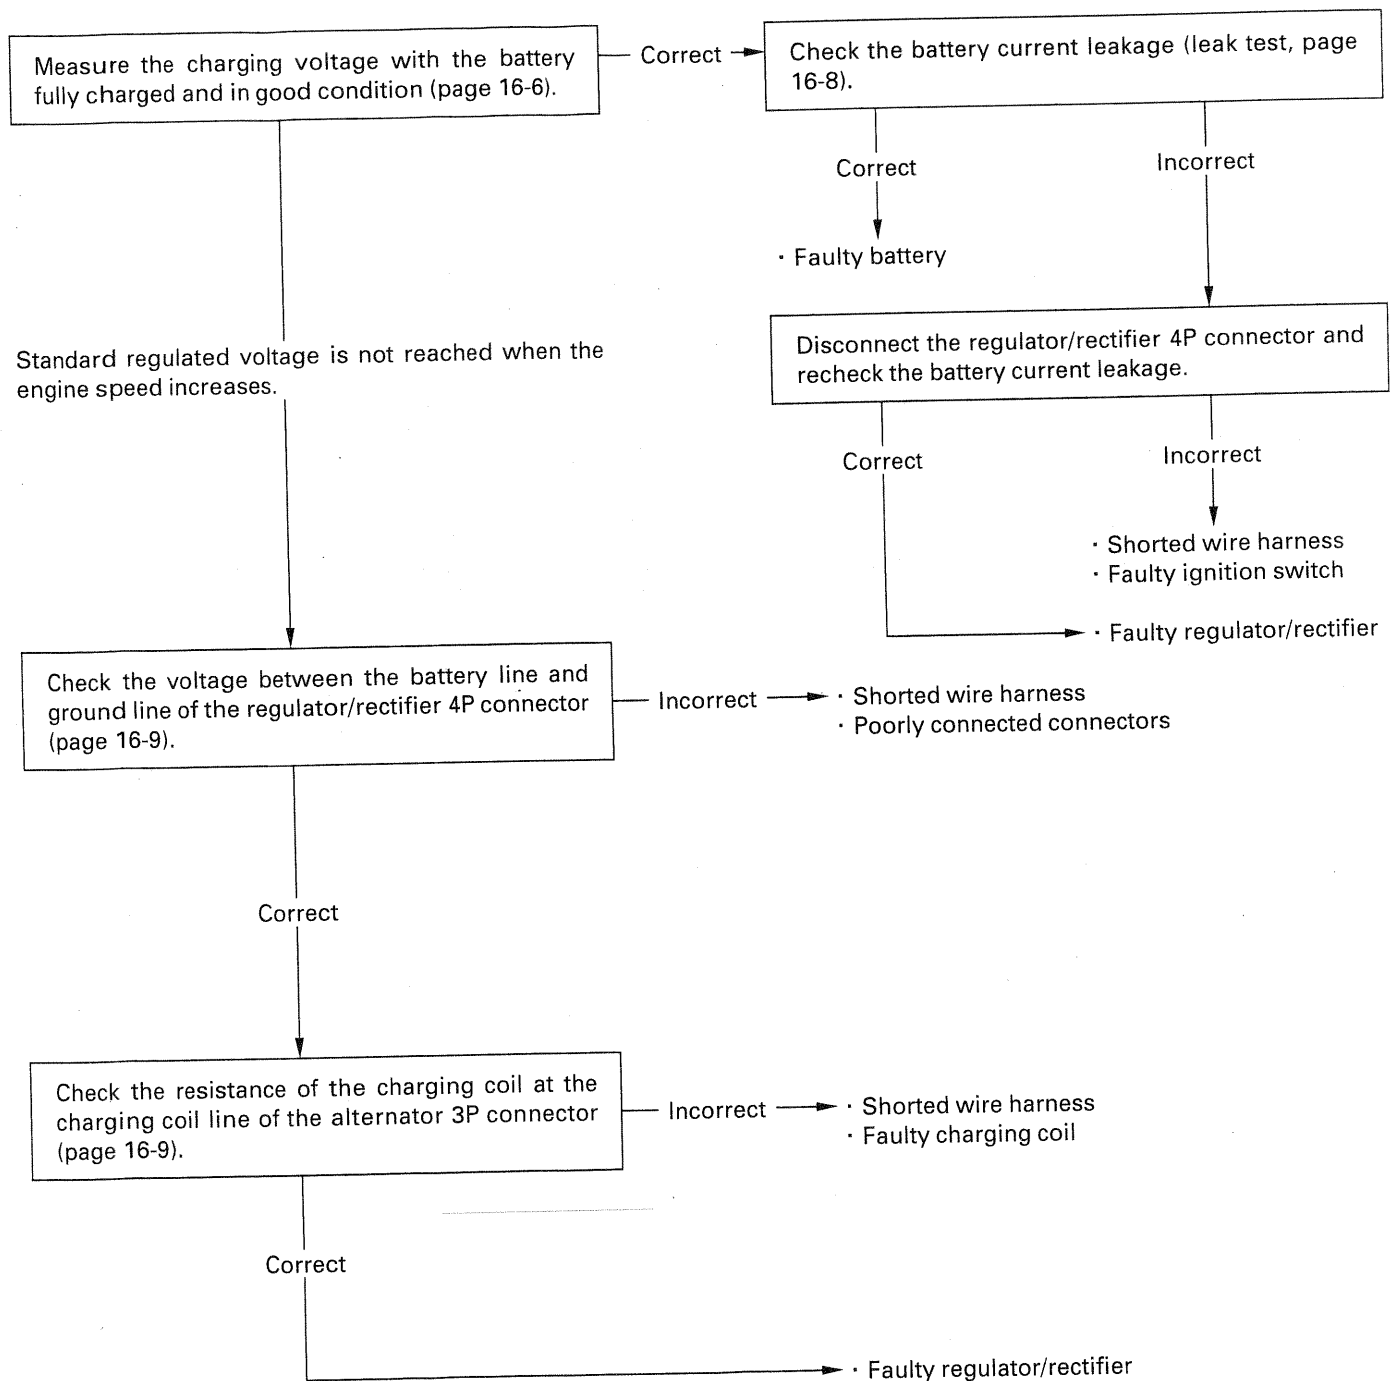 Measure the charging voltage with the battery
fully charged and in good condition (page 16-6).
Correct
Check the battery current leakage (leak test, page
16-8).
Correct
Incorrect
· Faulty battery
Disconnect the regulator/rectifier 4P connector and
recheck the battery current leakage.
Standard regulated voltage is not reached when the
engine speed increases.
Correct
Incorrect
· Shorted wire harness
· Faulty ignition switch
· Faulty regulator/rectifier
Check the voltage between the battery line and
ground line of the regulator/rectifier 4P connector
(page 16-9).
Incorrect
· Shorted wire harness
· Poorly connected connectors
Correct
Check the resistance of the charging coil at the
charging coil line of the alternator 3P connector
(page 16-9).
Incorrect
· Shorted wire harness
· Faulty charging coil
Correct
· Faulty regulator/rectifier